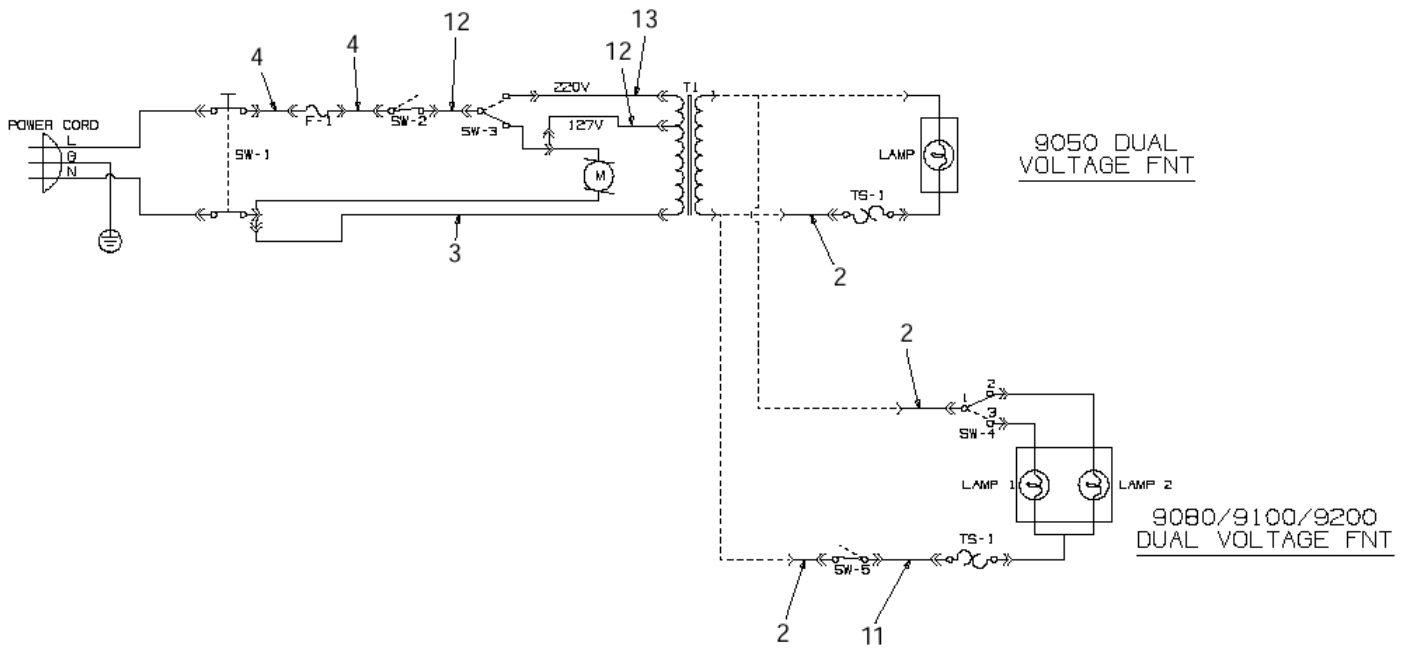 12
13
4
4
12
220V
T1
POWER CORD
F-1
SW-2
SW-3
127V
L
G
N
SW-1
M
LAMP
9050 DUAL
VOLTAGE FNT
TS-1
3
2
2
2
1
3
SW-4
LAMP 1
LAMP 2
9080/9100/9200
DUAL VOLTAGE FNT
TS-1
SW-5
2
11